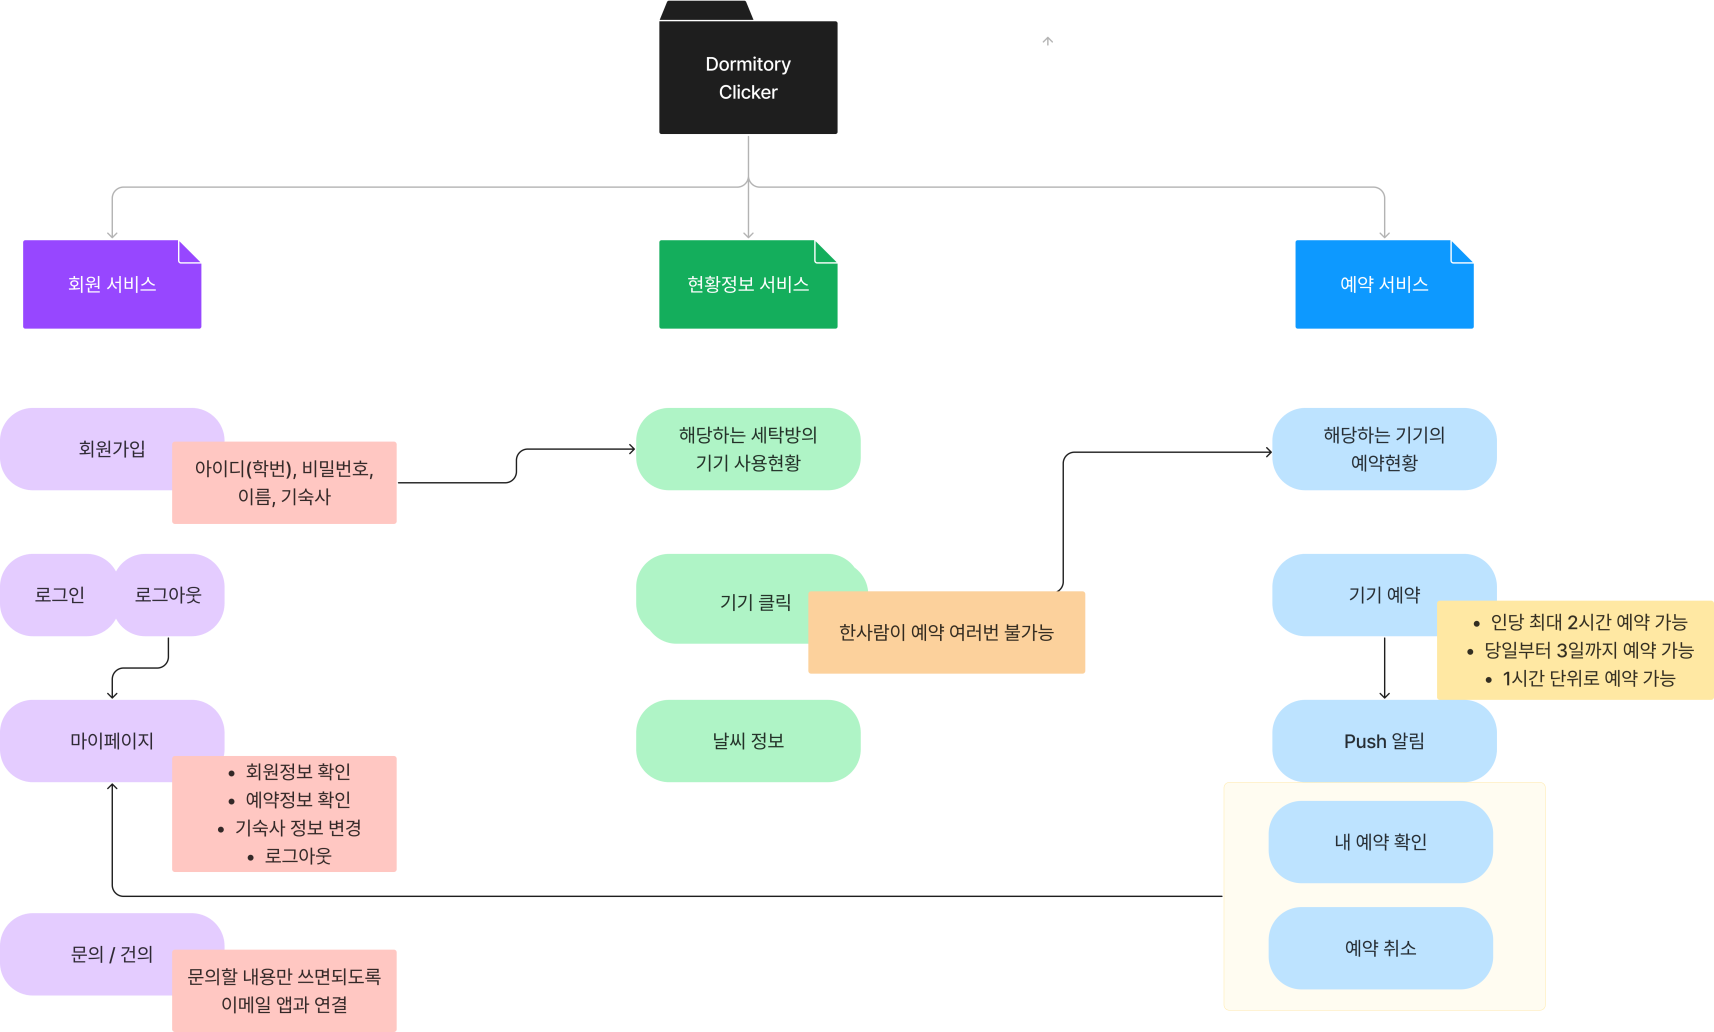 Dormitory
Clicker
회원 서비스
현황정보 서비스
예약 서비스
회원가입
아이디(학번), 비밀번호,
이름, 기숙사
해당하는 세탁방의
기기 사용현황
해당하는 기기의
예약현황
로그인
로그아웃
기기 클릭
한사람이 예약 여러번 불가능
기기 예약
• 인당 최대 2시간 예약 가능
• 당일부터 3일까지 예약 가능
• 1시간 단위로 예약 가능
마이페이지
• 회원정보 확인
• 예약정보 확인
• 기숙사 정보 변경
• 로그아웃
날씨 정보
Push 알림
내 예약 확인
예약 취소
문의 / 건의
문의할 내용만 쓰면되도록
이메일 앱과 연결